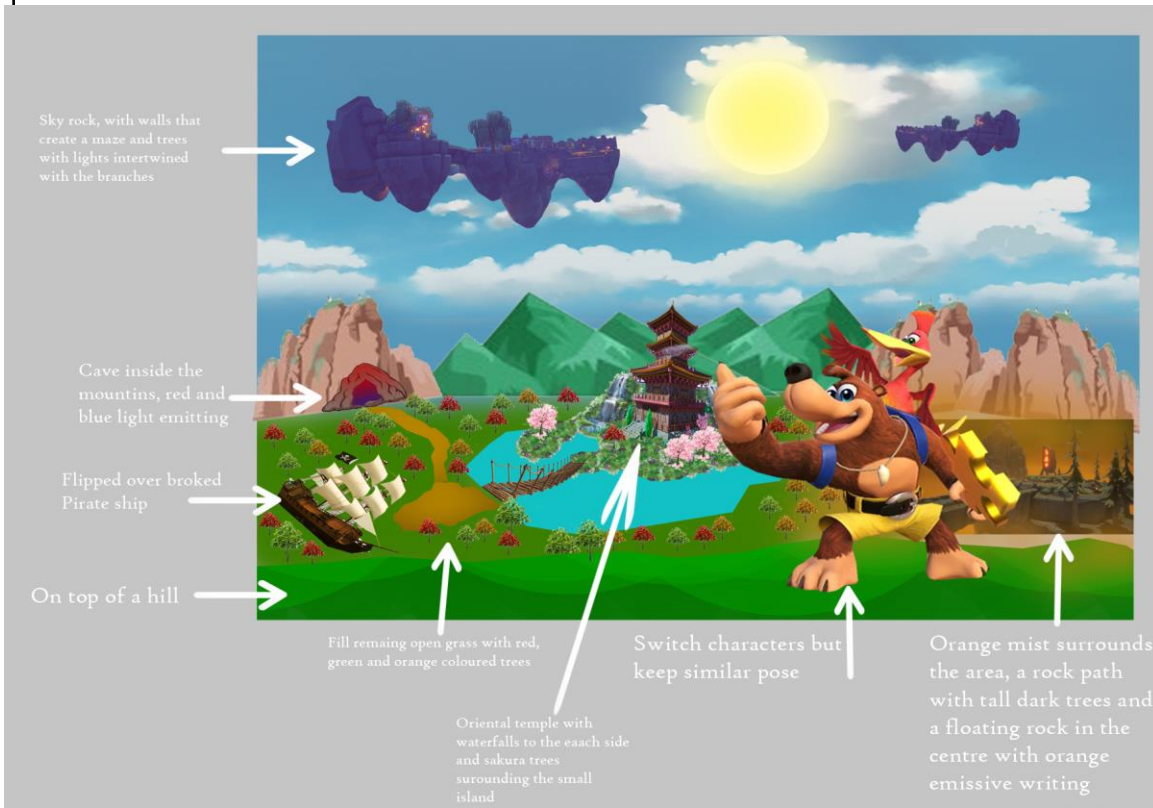 Sky rock, with walls that
create a maze and trees
with lights intertwined
with the branches
Cave inside the
mountins, red and
blue light emitting
Flipped over broked
Pirate ship
On top of a hill
Fill remaing open grass with red,
green and orange coloured trees
Oriental temple with
waterfalls to the eaach side
and sakura trees
surounding the small
island
Switch characters but
keep similar pose
Orange mist surrounds
the area, a rock path
with tall dark trees and
a floating rock in the
centre with orange
emissive writing